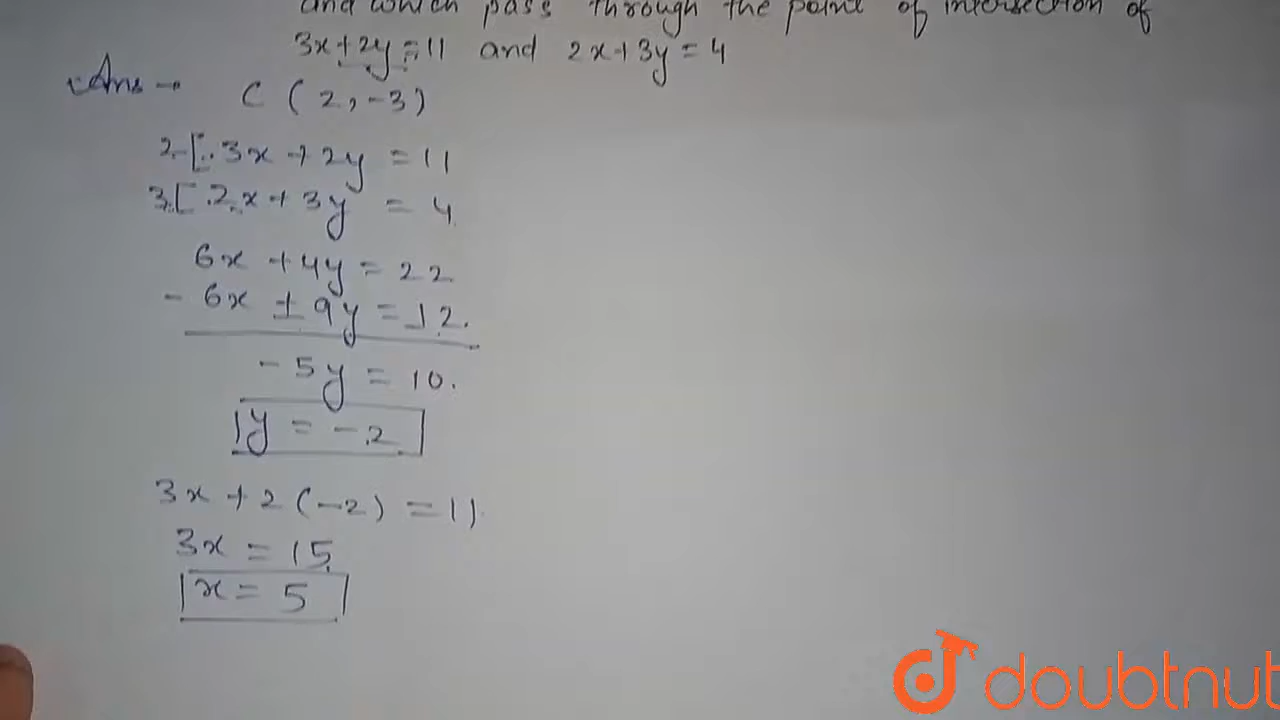 and which pass through the point of intersection of
3x+2y=11 and 2x+3y=4
Ans → C (2,-3)
2-[ 3x + 2y = 11
3[ 2x + 3y = 4
6x + 4y = 22
- 6x ± 9y = 12.
- 5y = 10.
y = -2
3x + 2 (-2) = 11
3x = 15
x = 5
doubtnut